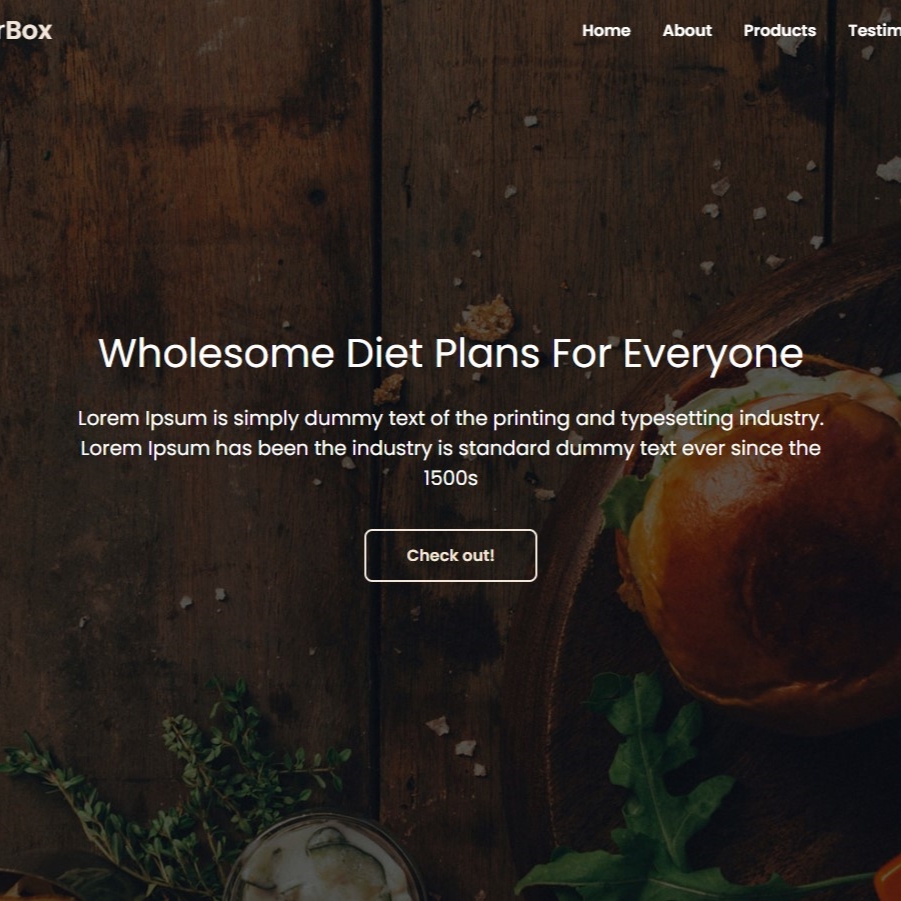 rBox
Home About Products Testim
Wholesome Diet Plans For Everyone
Lorem Ipsum is simply dummy text of the printing and typesetting industry.
Lorem Ipsum has been the industry is standard dummy text ever since the
1500s
Check out!